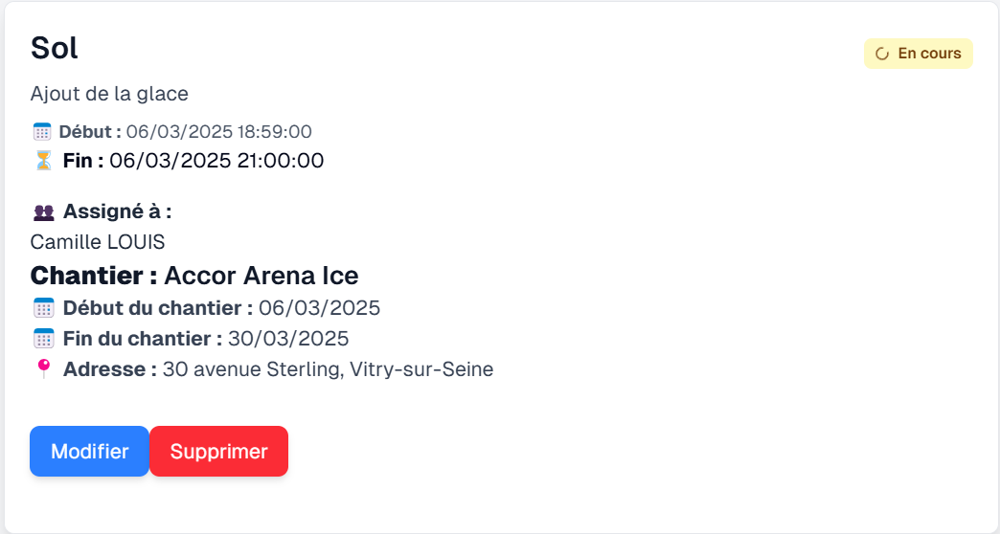 Sol
En cours
Ajout de la glace
Début : 06/03/2025 18:59:00
Fin : 06/03/2025 21:00:00
Assigné à :
Camille LOUIS
Chantier : Accor Arena Ice
Début du chantier : 06/03/2025
Fin du chantier : 30/03/2025
Adresse : 30 avenue Sterling, Vitry-sur-Seine
Modifier Supprimer